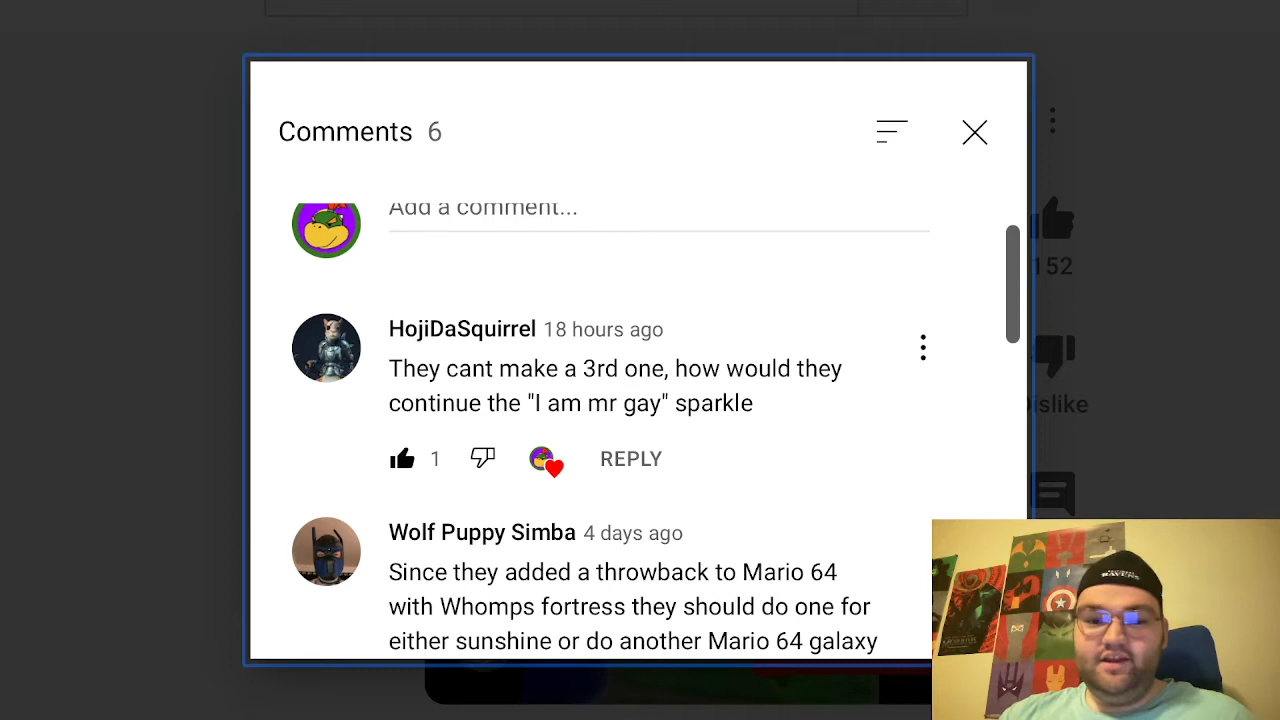 Comments 6
Add a comment...
152
HojiDaSquirrel 18 hours ago
They cant make a 3rd one, how would they
continue the "I am mr gay" sparkle
Dislike
1 REPLY
Wolf Puppy Simba 4 days ago
Since they added a throwback to Mario 64
with Whomps fortress they should do one for
either sunshine or do another Mario 64 galaxy
RAVENS